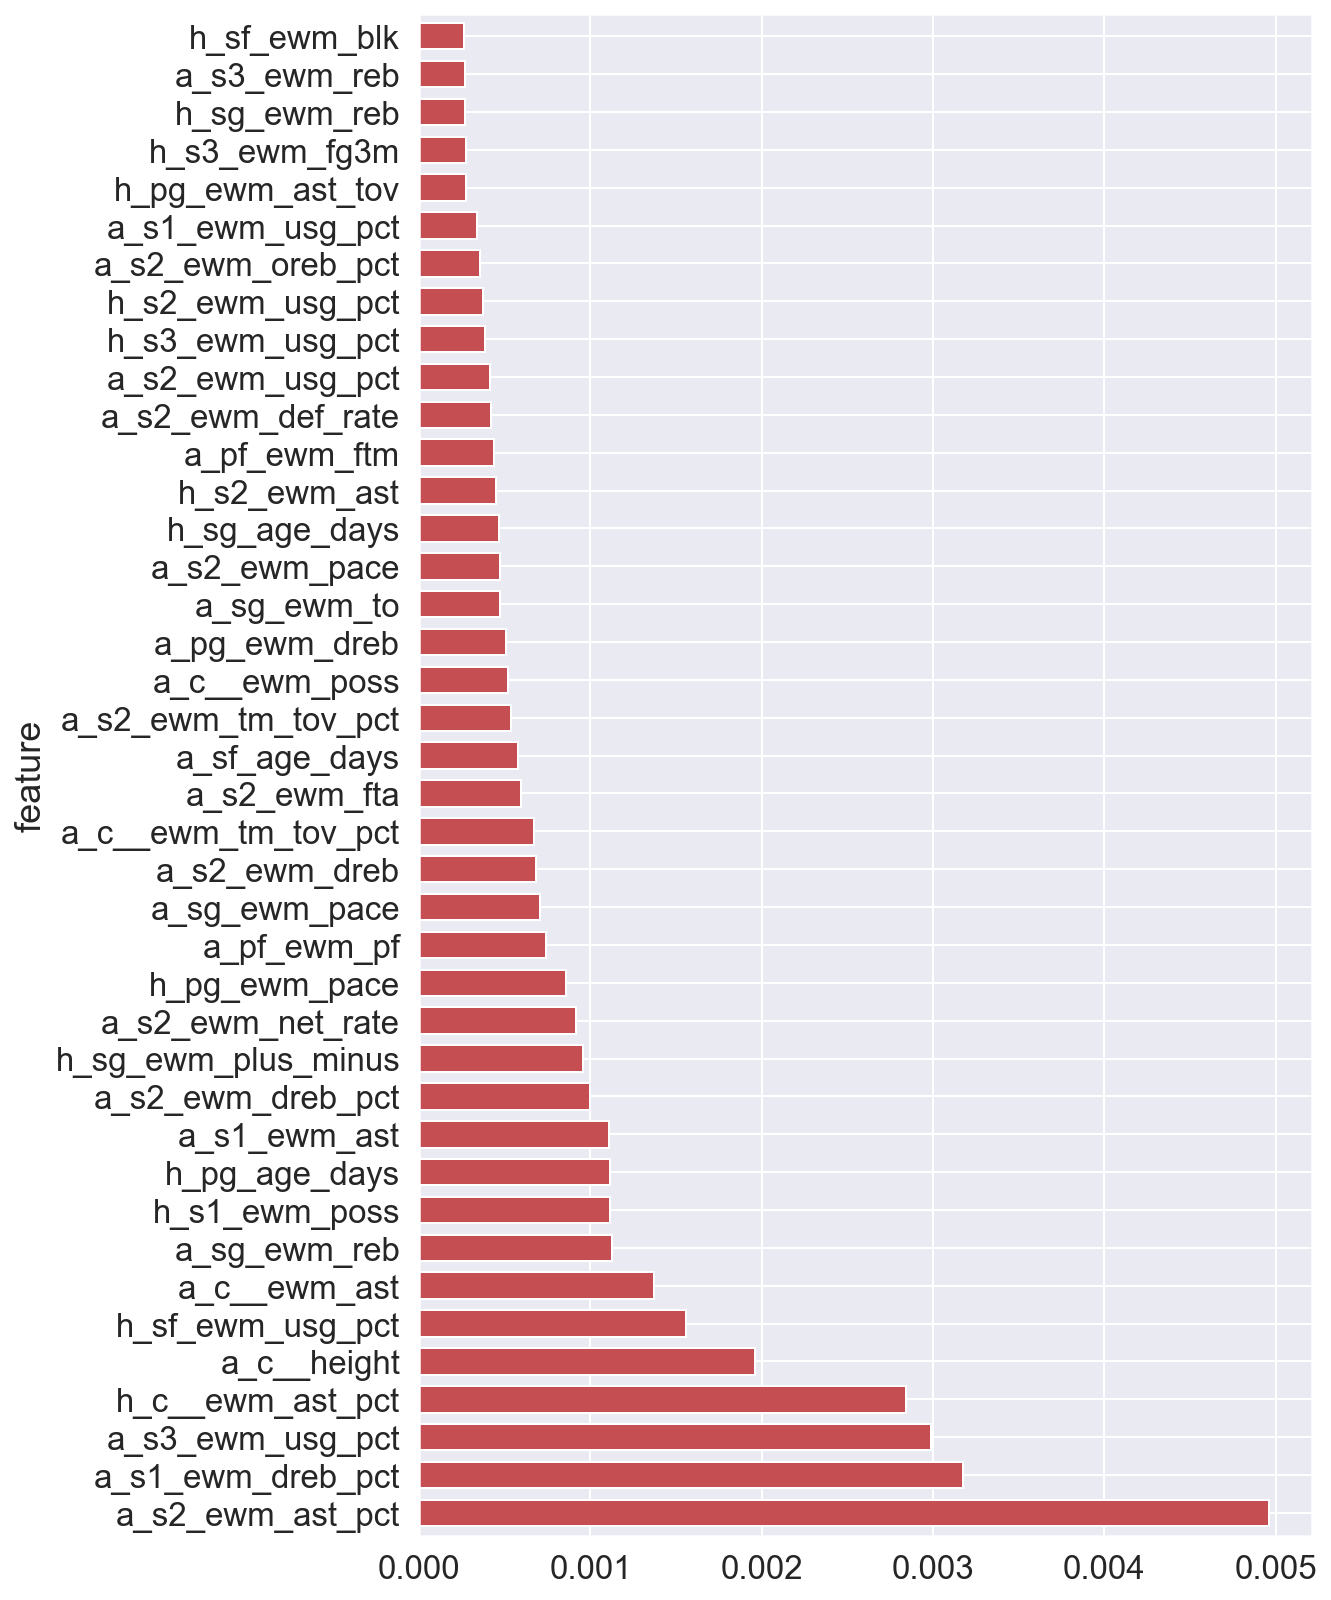 h_sf_ewm_blk
a_s3_ewm_reb
h_sg_ewm_reb
h_s3_ewm_fg3m
h_pg_ewm_ast_tov
a_s1_ewm_usg_pct
a_s2_ewm_oreb_pct
h_s2_ewm_usg_pct
h_s3_ewm_usg_pct
a_s2_ewm_usg_pct
a_s2_ewm_def_rate
a_pf_ewm_ftm
h_s2_ewm_ast
h_sg_age_days
a_s2_ewm_pace
a_sg_ewm_to
a_pg_ewm_dreb
a_c__ewm_poss
a_s2_ewm_tm_tov_pct
a_sf_age_days
a_s2_ewm_fta
a_c__ewm_tm_tov_pct
a_s2_ewm_dreb
a_sg_ewm_pace
a_pf_ewm_pf
h_pg_ewm_pace
a_s2_ewm_net_rate
h_sg_ewm_plus_minus
a_s2_ewm_dreb_pct
a_s1_ewm_ast
h_pg_age_days
h_s1_ewm_poss
a_sg_ewm_reb
a_c__ewm_ast
h_sf_ewm_usg_pct
a_c__height
h_c__ewm_ast_pct
a_s3_ewm_usg_pct
a_s1_ewm_dreb_pct
a_s2_ewm_ast_pct
feature
0.000 0.001 0.002 0.003 0.004 0.005